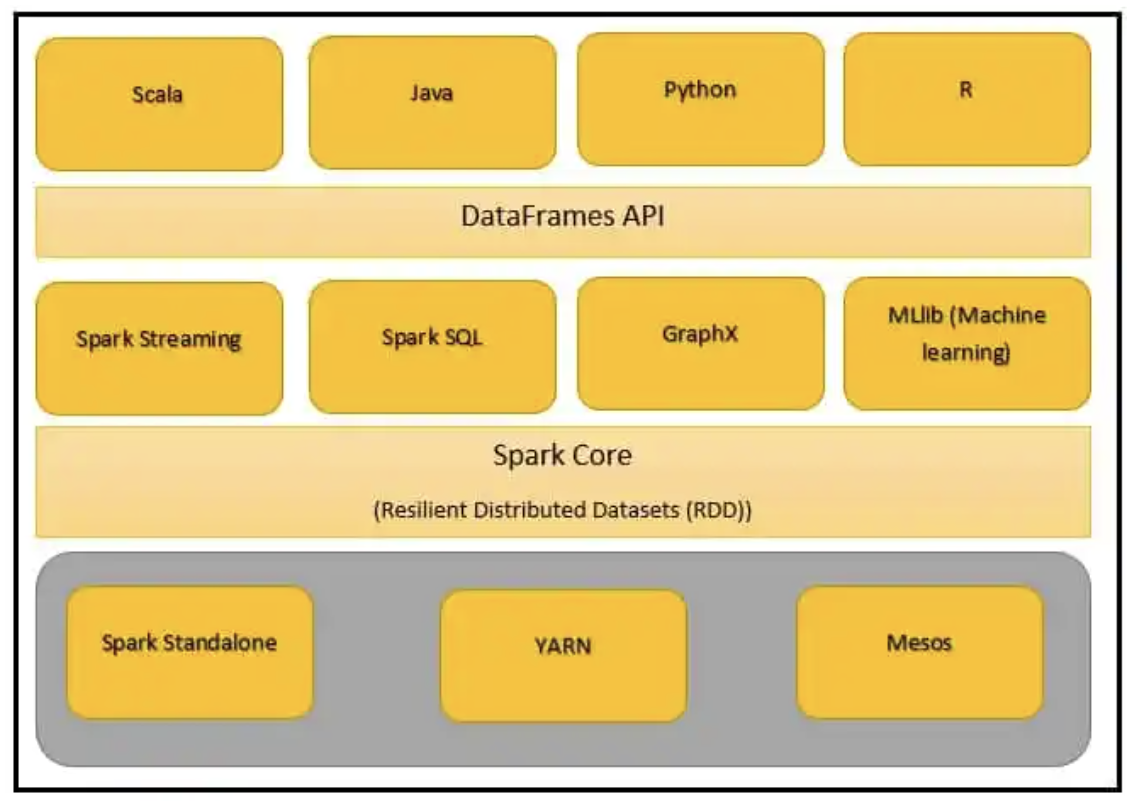 Scala
Java
Python
R
DataFrames API
Spark Streaming
Spark SQL
GraphX
MLlib (Machine
learning)
Spark Core
(Resilient Distributed Datasets (RDD))
Spark Standalone
YARN
Mesos